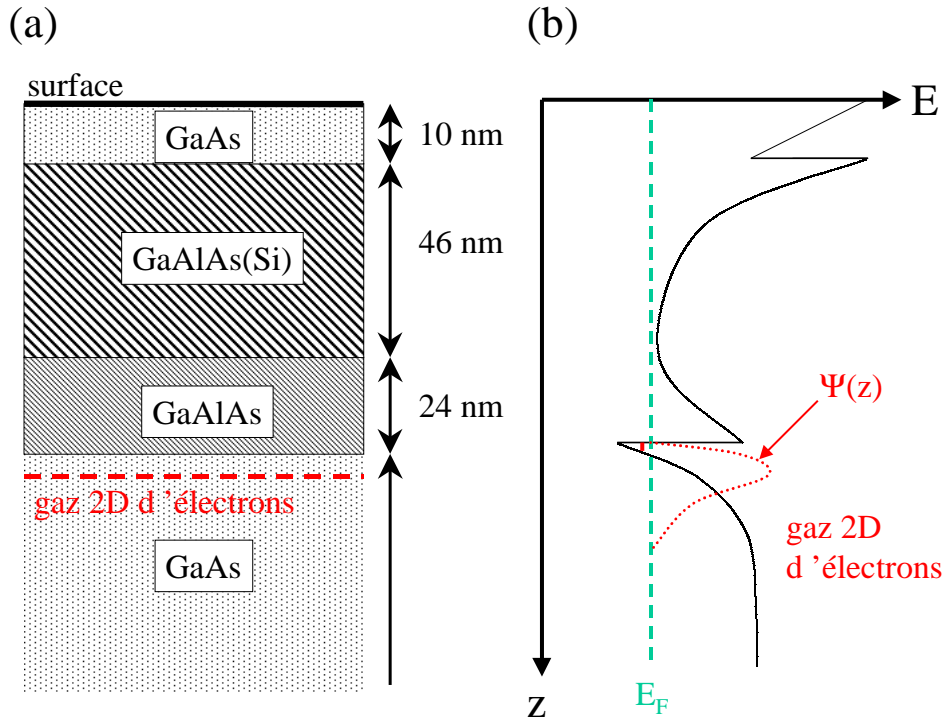 (a)
surface
GaAs
10 nm
GaAlAs(Si)
46 nm
GaAlAs
24 nm
gaz 2D d ’électrons
GaAs
(b)
E
Ψ(z)
gaz 2D
d ’électrons
z
E_F